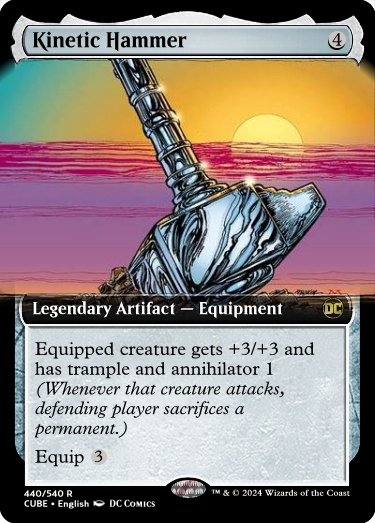 Kinetic Hammer 4
DC
Legendary Artifact — Equipment
Equipped creature gets +3/+3 and
has trample and annihilator 1
(Whenever that creature attacks,
defending player sacrifices a
permanent.)
Equip 3
440/540 R
CUBE • English DC Comics
™ & © 2024 Wizards of the Coast